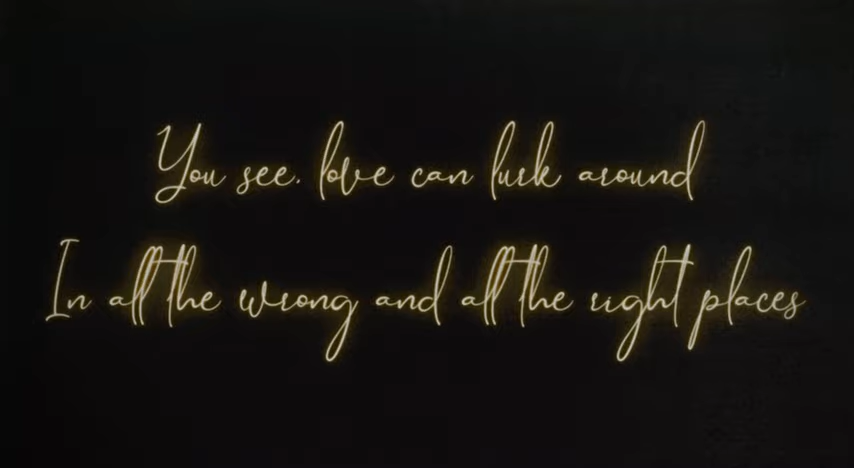 You see, love can lurk around
In all the wrong and all the right places